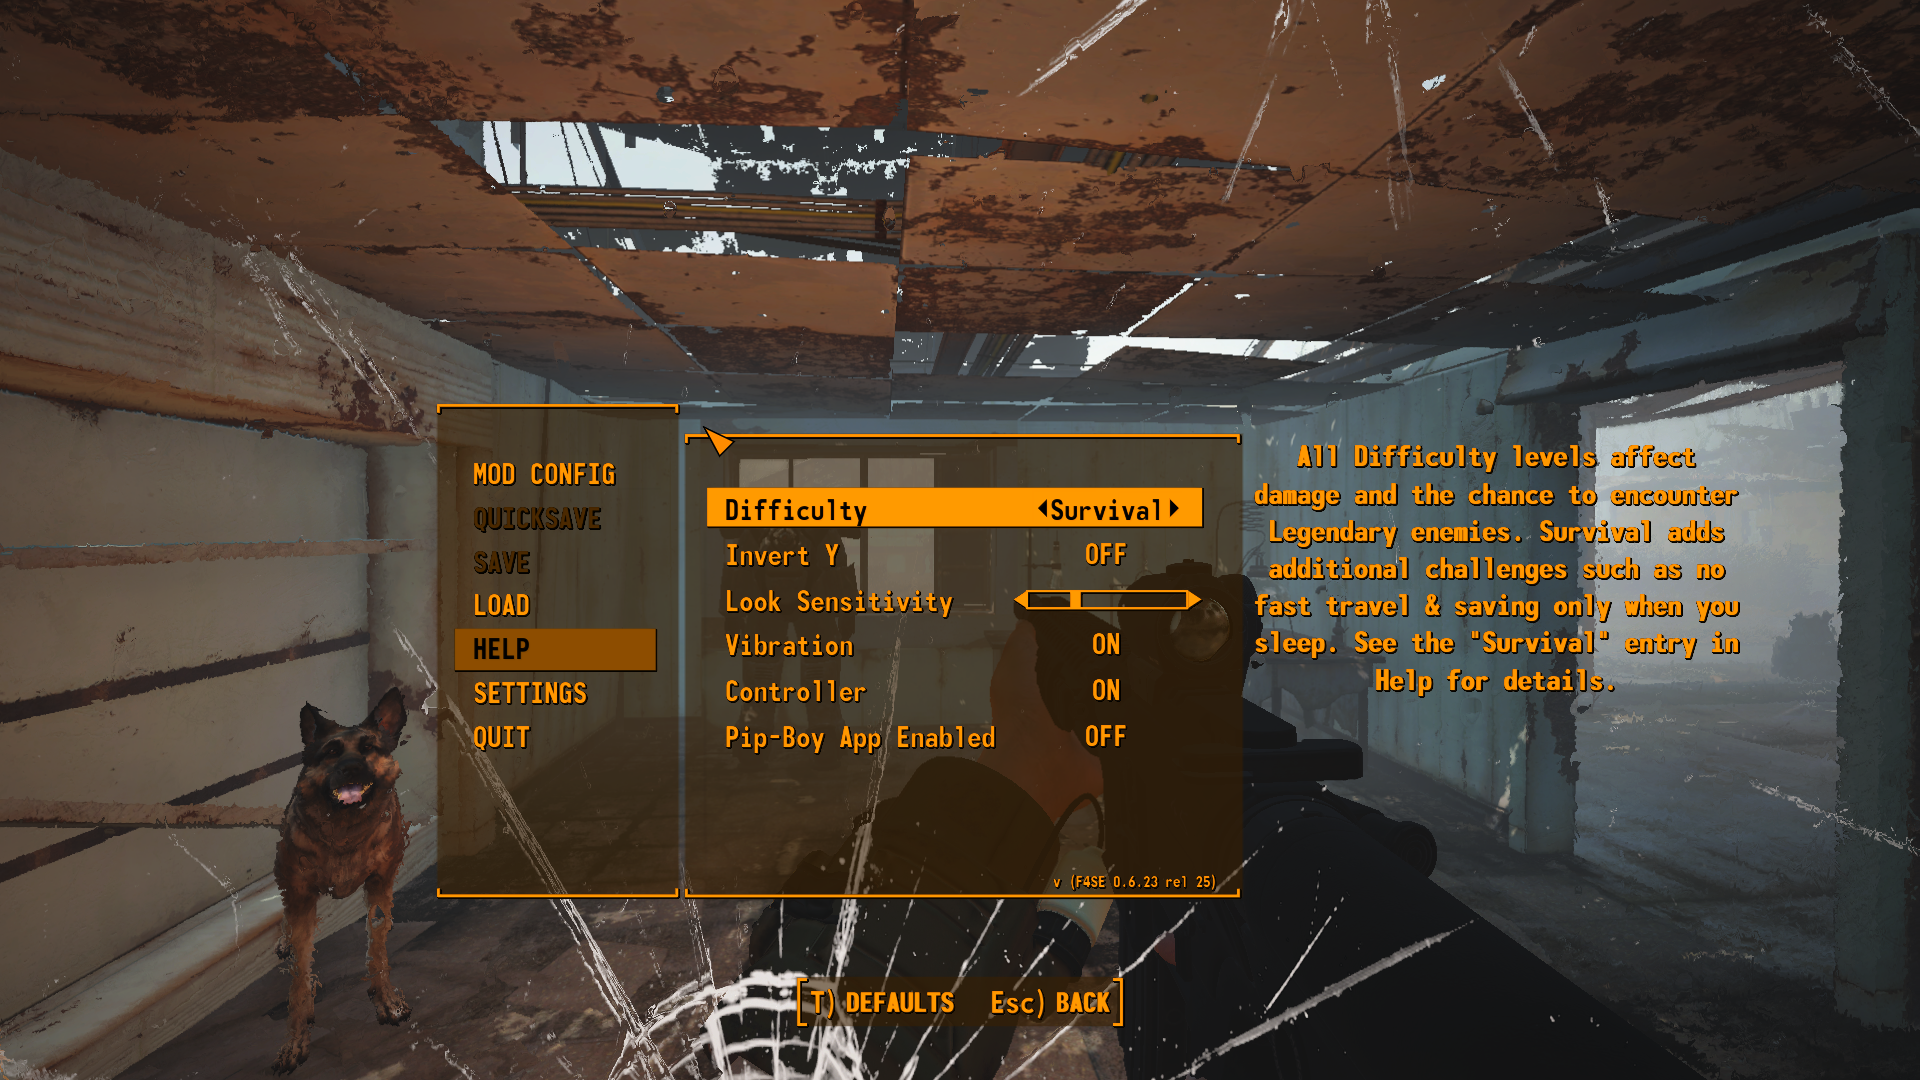 MOD CONFIG
QUICKSAVE
SAVE
LOAD
HELP
SETTINGS
QUIT
Difficulty Survival
Invert Y OFF
Look Sensitivity
Vibration ON
Controller ON
Pip-Boy App Enabled OFF
v (F4SE 0.6.23 rel 25)
All Difficulty levels affect
damage and the chance to encounter
Legendary enemies. Survival adds
additional challenges such as no
fast travel & saving only when you
sleep. See the "Survival" entry in
Help for details.
T) DEFAULTS Esc) BACK